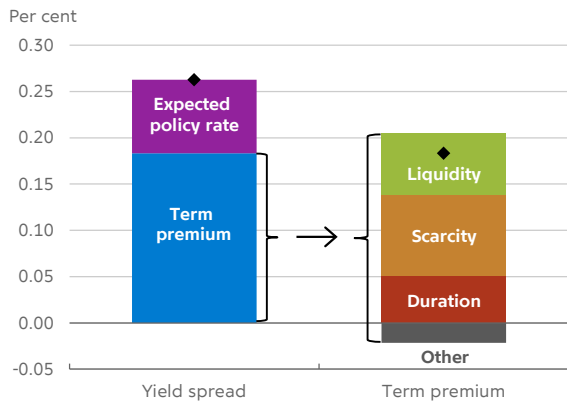 Per cent
0.30
0.25
0.20
0.15
0.10
0.05
0.00
-0.05
Expected
policy rate
Term
premium
Liquidity
Scarcity
Duration
Other
Yield spread
Term premium